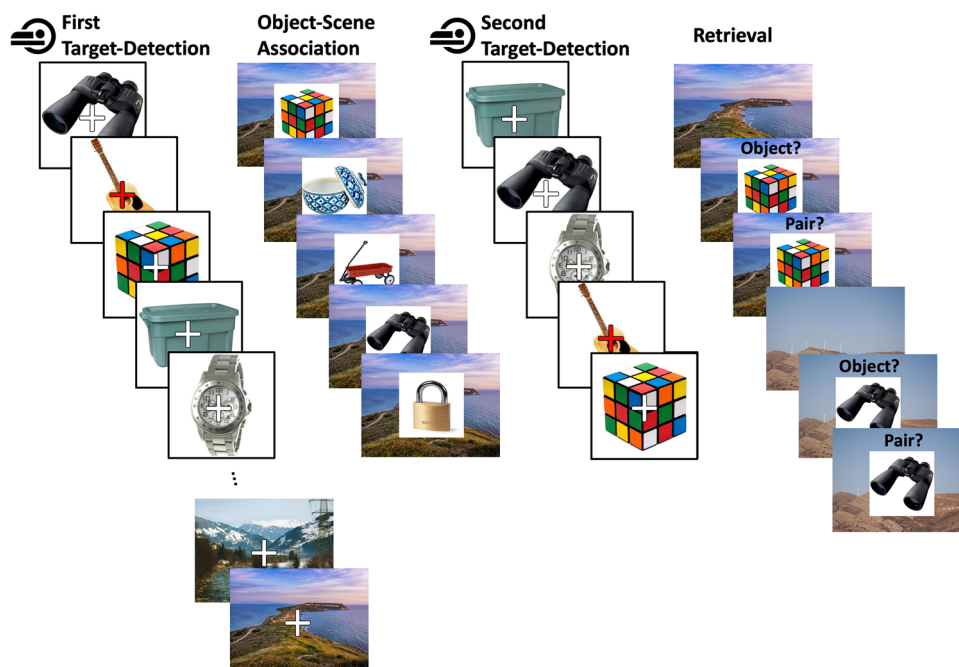 First
Target-Detection
Object-Scene
Association
Second
Target-Detection
Retrieval
Object?
Pair?
...
Object?
Pair?